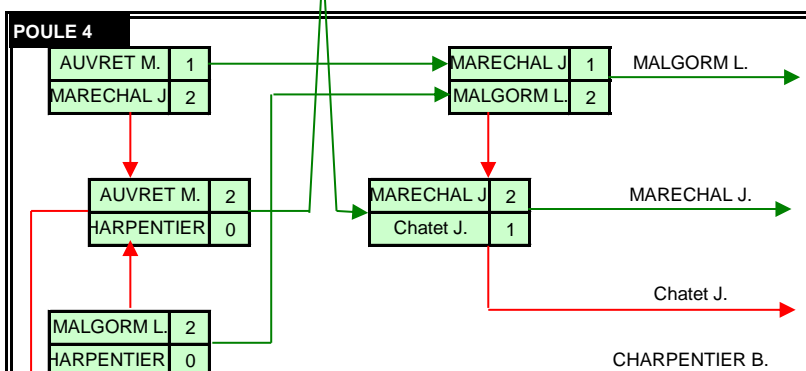 POULE 4
AUVRET M. 1
MARECHAL J 2
MARECHAL J 1
MALGORM L. 2
MALGORM L.
AUVRET M. 2
HARPENTIER 0
MARECHAL J 2
Chatet J. 1
MARECHAL J.
Chatet J.
MALGORM L. 2
HARPENTIER 0
CHARPENTIER B.